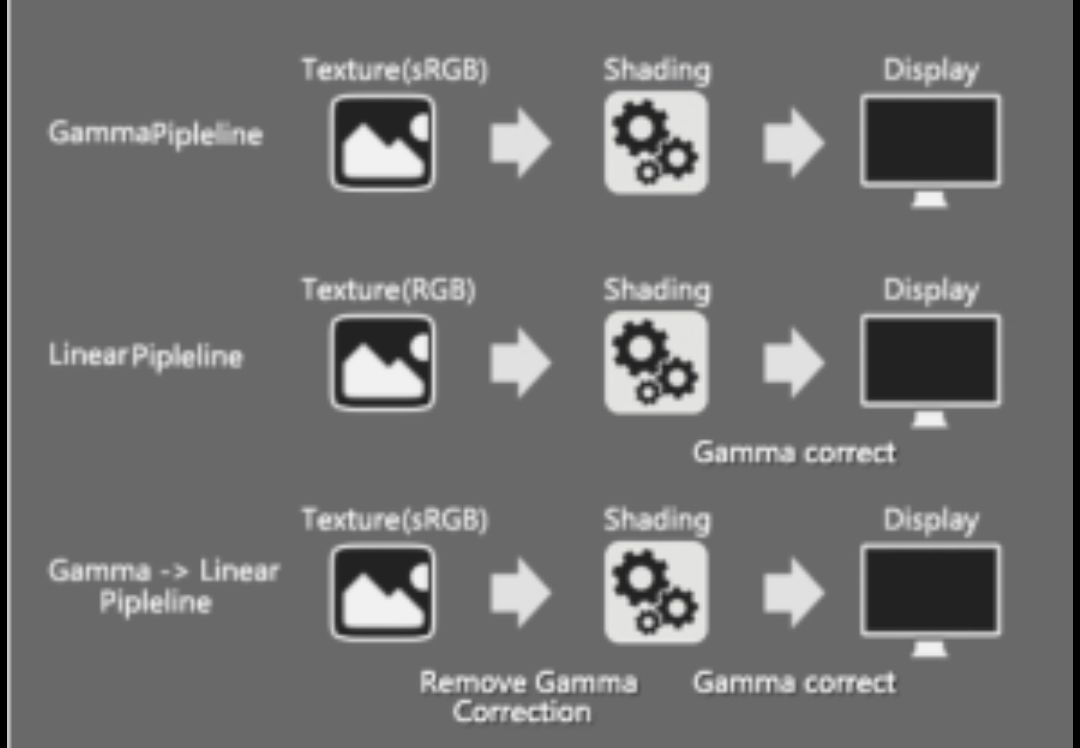 Texture(sRGB) Shading Display
GammaPipleline
Texture(RGB) Shading Display
LinearPipleline
Gamma correct
Texture(sRGB) Shading Display
Gamma -> Linear
Pipleline
Remove Gamma Gamma correct
Correction